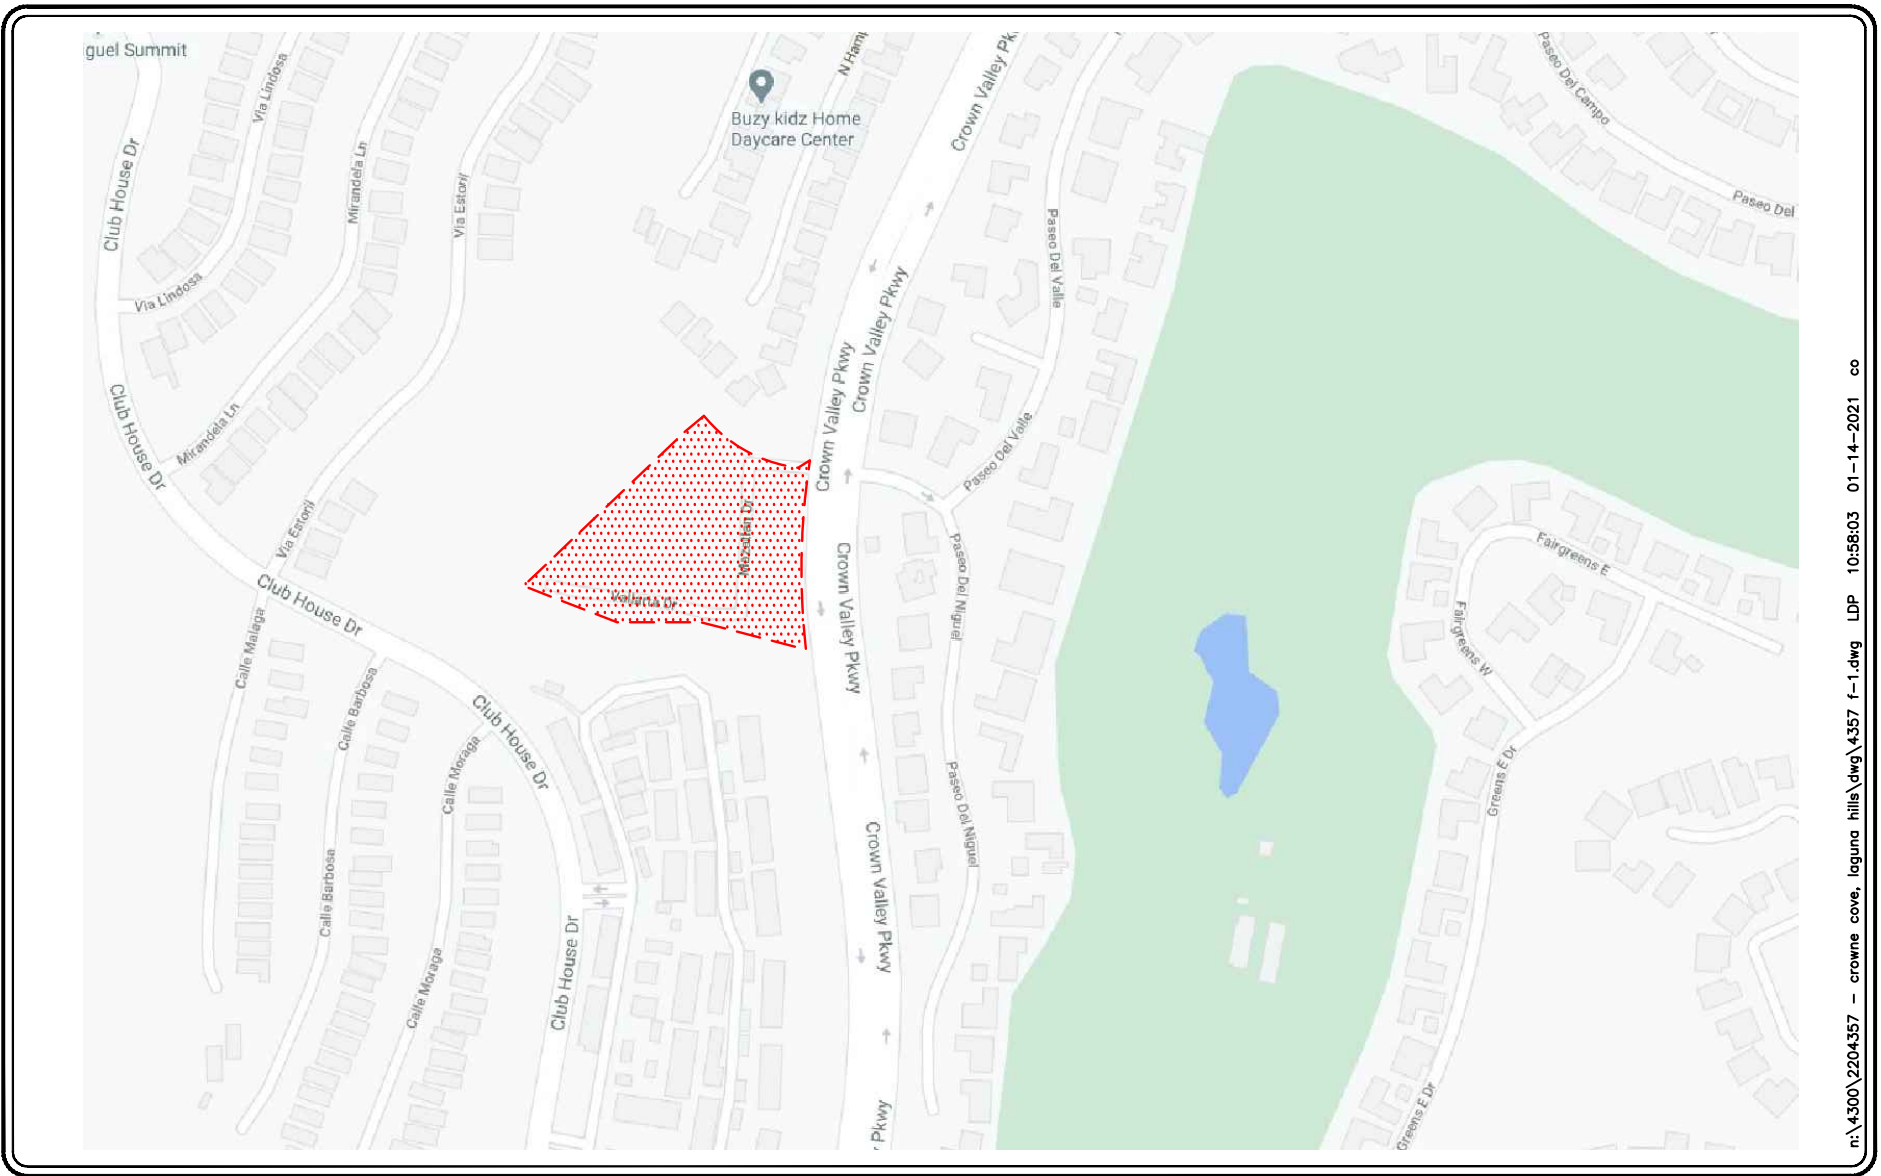 guel Summit
Via Lindosa
Mirandela Ln
Via Estoril
Club House Dr
Via Lindosa
Buzy kidz Home
Daycare Center
Crown Valley
Paseo Del Campo
Paseo Del
Paseo Del Valle
Crown Valley Pkwy
Crown Valley Pkwy
Club House Dr
Mirandela Ln
Paseo Del Valle
Via Estoril
Vallarta Dr
Club House Dr
Crown Valley Pkwy
Paseo Del Niguel
Fairgreens E
Fairgreens W
Calle Malaga
Calle Barbosa
Club House Dr
Calle Moraga
Greens E Dr
Paseo Del Niguel
Crown Valley Pkwy
Calle Barbosa
Calle Moraga
Club House Dr
Pkwy
Greens E Dr
n:\4300\2204357 – crowne cove, laguna hills\dwg\4357 f–1.dwg LDP 10:58:03 01–14–2021 co